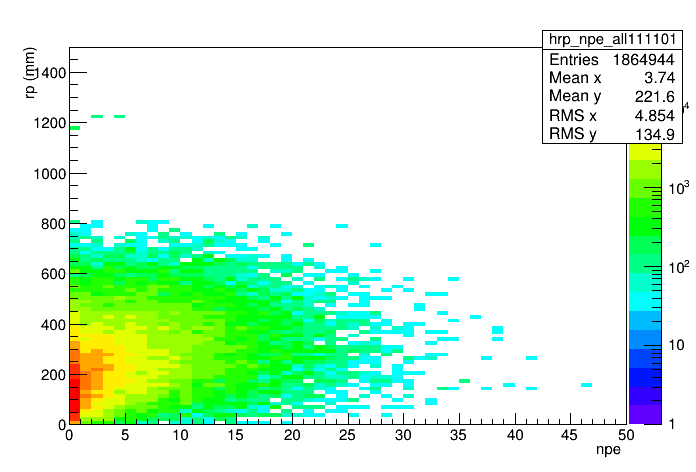 hrp_npe_all111101
Entries 1864944
Mean x 3.74
Mean y 221.6
RMS x 4.854
RMS y 134.9
rp (mm)
1400
1200
1000
800
600
400
200
0
0 5 10 15 20 25 30 35 40 45 50
npe
4
10³
10²
10
1